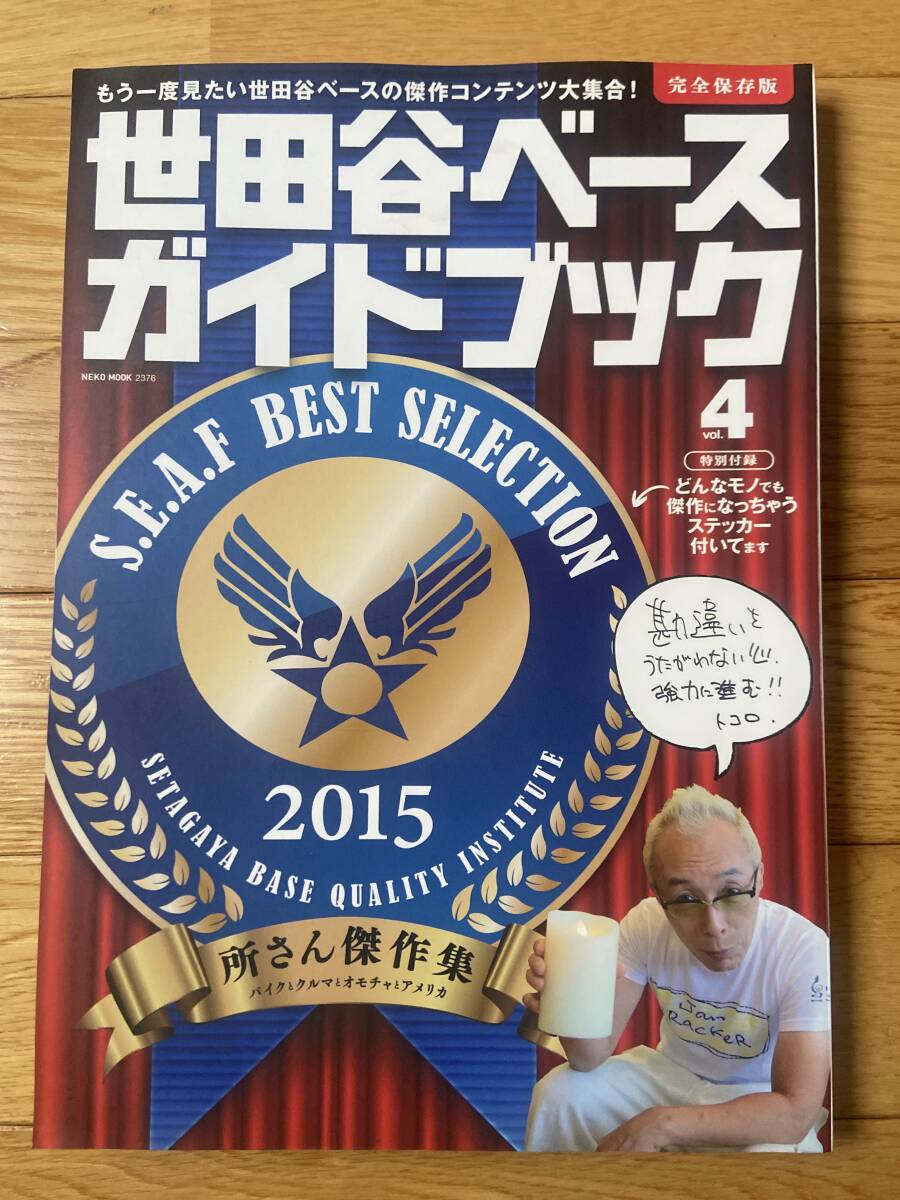 もう一度見たい世田谷ベースの傑作コンテンツ大集合!
完全保存版
世田谷ベース
ガイドブック
NEKO MOOK 2376
vol.4
特別付録
どんなモノでも
傑作になっちゃう
ステッカー
付いてます
S.E.A.F BEST SELECTION
2015
SETAGAYA BASE QUALITY INSTITUTE
所さん傑作集
バイクとクルマとオモチャとアメリカ
勘違いを
うたがわない心.
強力に進む!!
トコロ.
Jam
RACKER